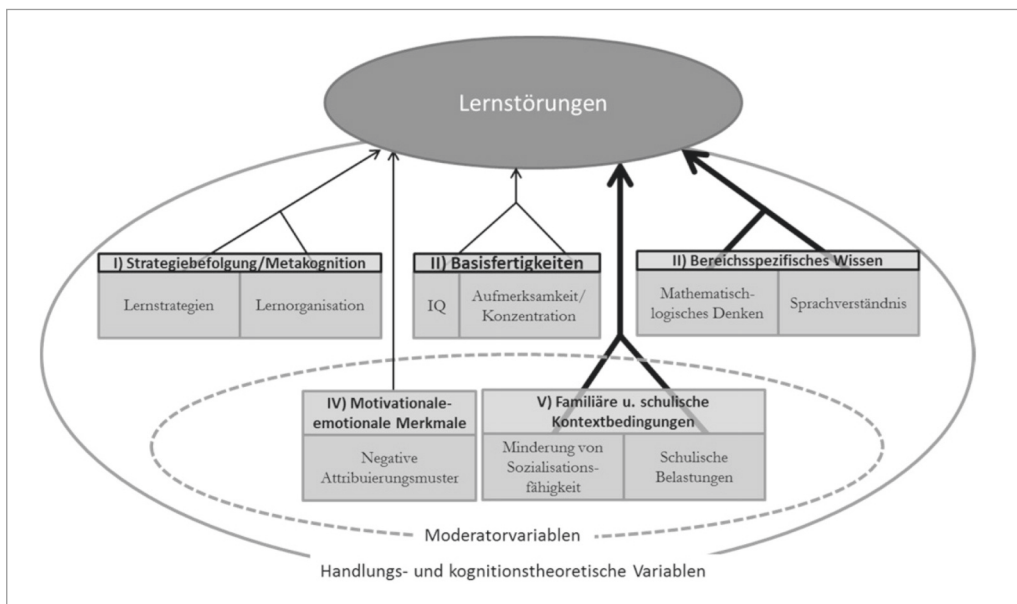 Lernstörungen
I) Strategiebefolgung/Metakognition
Lernstrategien
Lernorganisation
II) Basisfertigkeiten
IQ
Aufmerksamkeit/
Konzentration
II) Bereichsspezifisches Wissen
Mathematisch-
logisches Denken
Sprachverständnis
IV) Motivationale-
emotionale Merkmale
Negative
Attribuierungsmuster
V) Familiäre u. schulische
Kontextbedingungen
Minderung von
Sozialisations-
fähigkeit
Schulische
Belastungen
Moderatorvariablen
Handlungs- und kognitionstheoretische Variablen